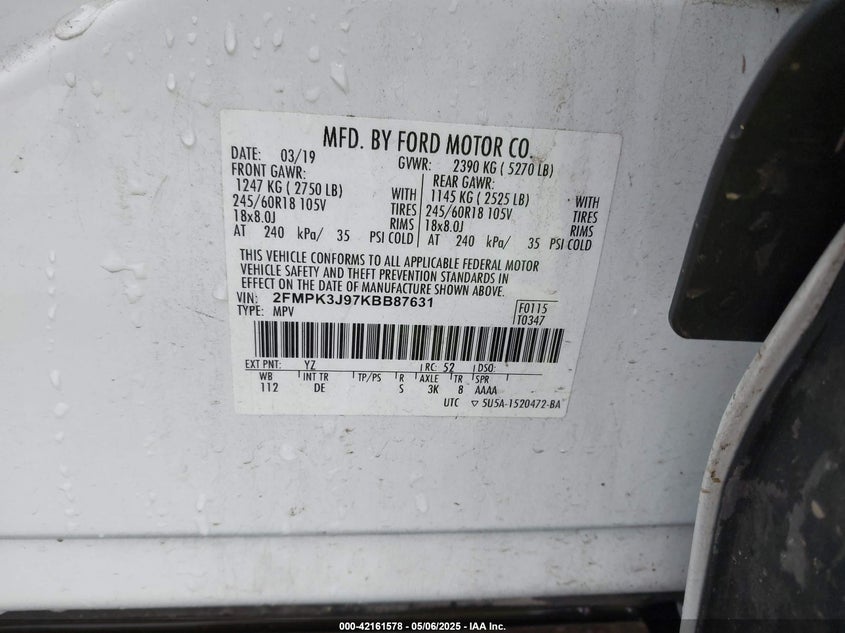 MFD. BY FORD MOTOR CO.
DATE: 03/19 GVWR: 2390 KG ( 5270 LB)
FRONT GAWR: REAR GAWR:
1247 KG ( 2750 LB) WITH 1145 KG ( 2525 LB) WITH
245/60R18 105V TIRES 245/60R18 105V TIRES
18x8.0J RIMS 18x8.0J RIMS
AT 240 kPa/ 35 PSI COLD AT 240 kPa/ 35 PSI COLD
THIS VEHICLE CONFORMS TO ALL APPLICABLE FEDERAL MOTOR
VEHICLE SAFETY AND THEFT PREVENTION STANDARDS IN
EFFECT ON THE DATE OF MANUFACTURE SHOWN ABOVE.
VIN: 2FMPK3J97KBB87631 F0115
TYPE: MPV T0347
EXT PNT: YZ RC: 52 DSO:
WB INT TR TP/PS R AXLE TR SPR
112 DE S 3K 8 AAAA
UTC ▽ 5U5A-1520472-BA
000-42161578 - 05/06/2025 - IAA Inc.